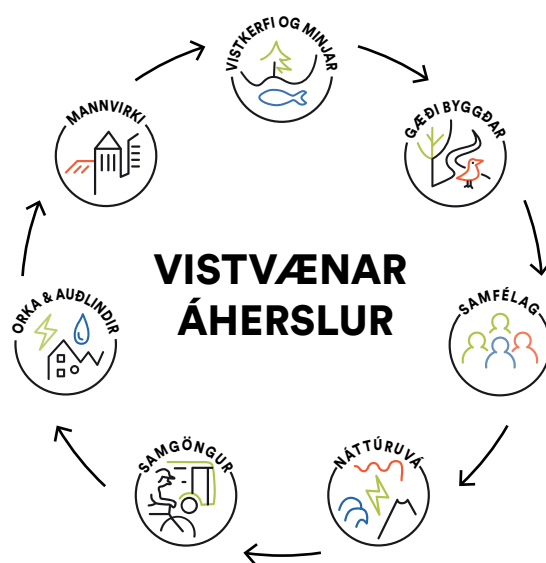 VISTKERFI OG MINJAR
GÆÐI BYGGÐAR
SAMFÉLAG
NÁTTÚRUVÁ
SAMGÖNGUR
ORKA & AUÐLINDIR
MANNVIRKI
VISTVÆNAR
ÁHERSLUR